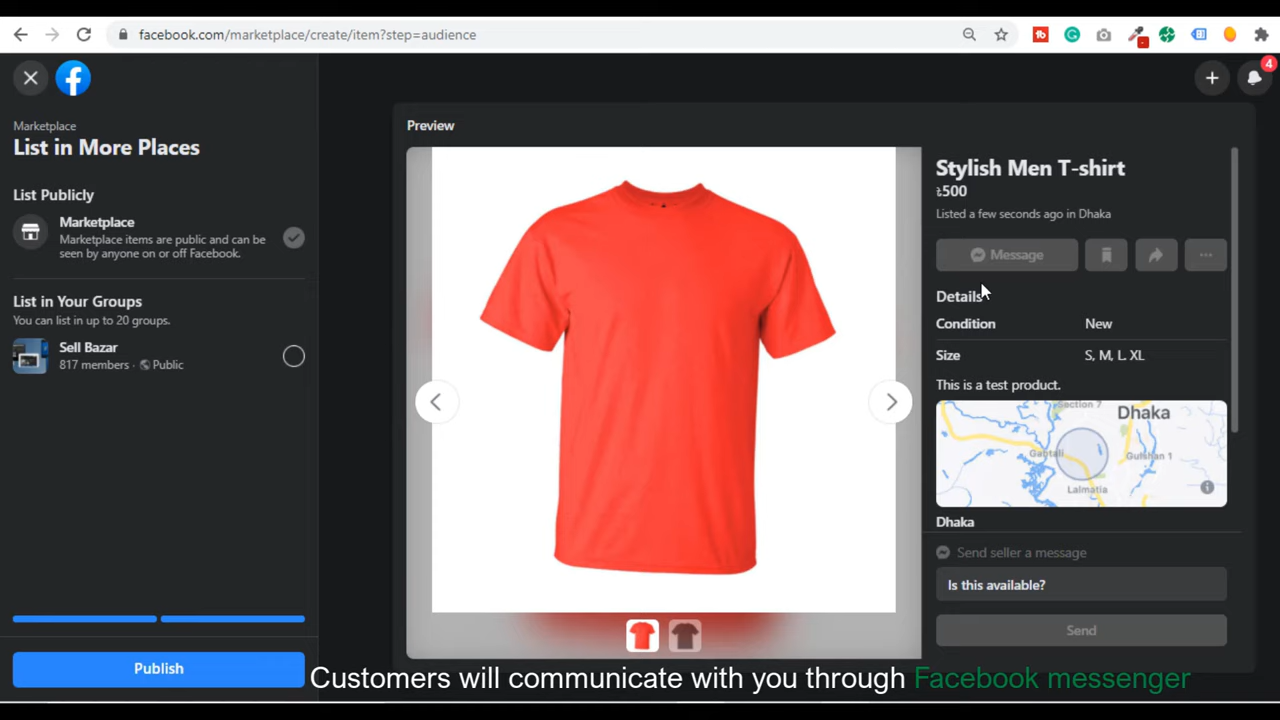 facebook.com/marketplace/create/item?step=audience
4
Marketplace
List in More Places
List Publicly
Marketplace
Marketplace items are public and can be
seen by anyone on or off Facebook.
List in Your Groups
You can list in up to 20 groups.
Sell Bazar
817 members · Public
Publish
Preview
Stylish Men T-shirt
৳500
Listed a few seconds ago in Dhaka
Message
Details
Condition New
Size S, M, L. XL
This is a test product.
Section 7
Dhaka
Gabtali
Gulshan 1
Lalmatia
Dhaka
Send seller a message
Is this available?
Send
Customers will communicate with you through Facebook messenger